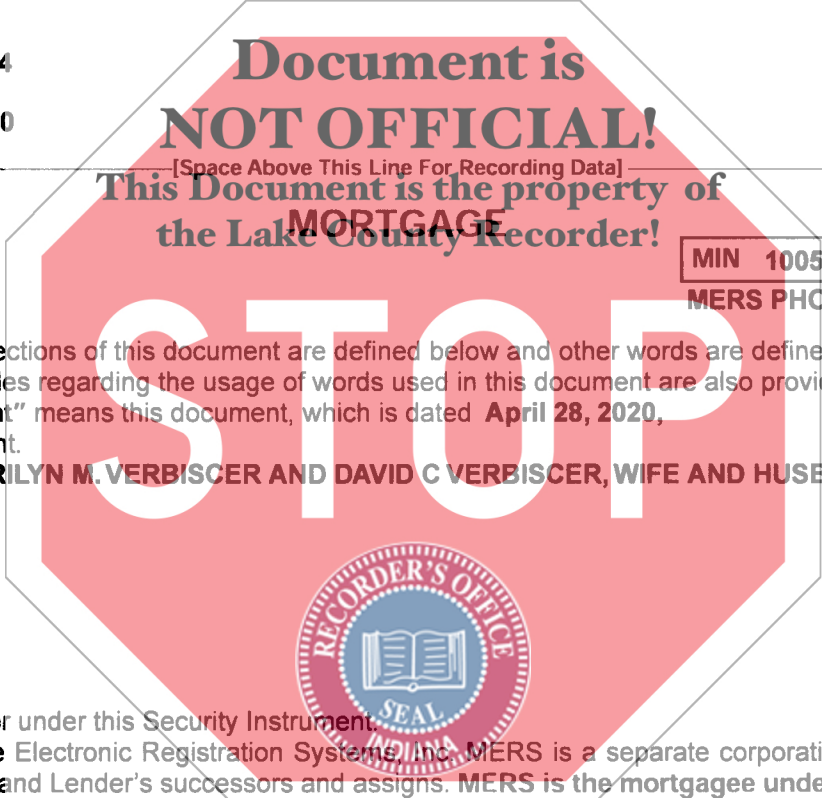 4
Document is
0
NOT OFFICIAL!
[Space Above This Line For Recording Data]
This Document is the property of
MORTGAGE
the Lake County Recorder!
MIN 1005
MERS PHO
STOP
ections of this document are defined below and other words are define
es regarding the usage of words used in this document are also provi
t" means this document, which is dated April 28, 2020,
nt.
RILYN M. VERBISCER AND DAVID C VERBISCER, WIFE AND HUSB
RECORDER'S OFFICE
SEAL
INDIANA
r under this Security Instrument.
e Electronic Registration Systems, Inc. MERS is a separate corporati
and Lender's successors and assigns. MERS is the mortgagee unde